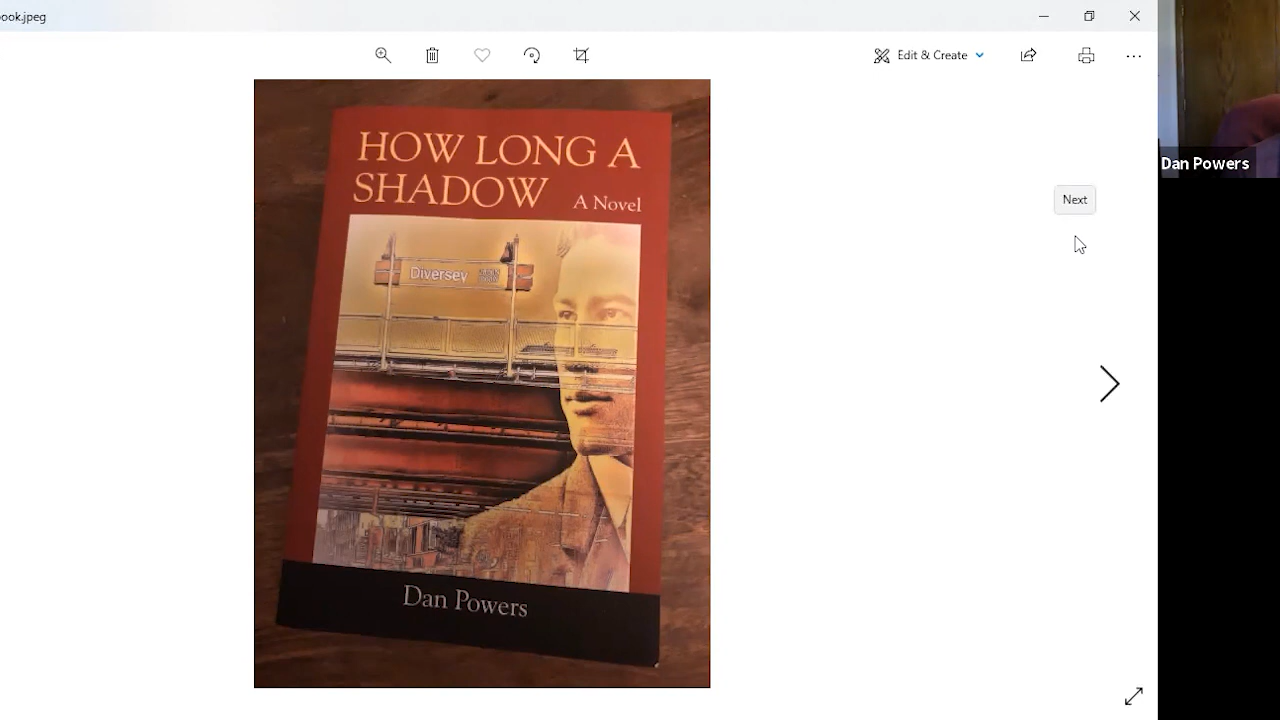 ook.jpeg
Edit & Create
Next
Dan Powers
HOW LONG A
SHADOW A Novel
Diversey
Dan Powers